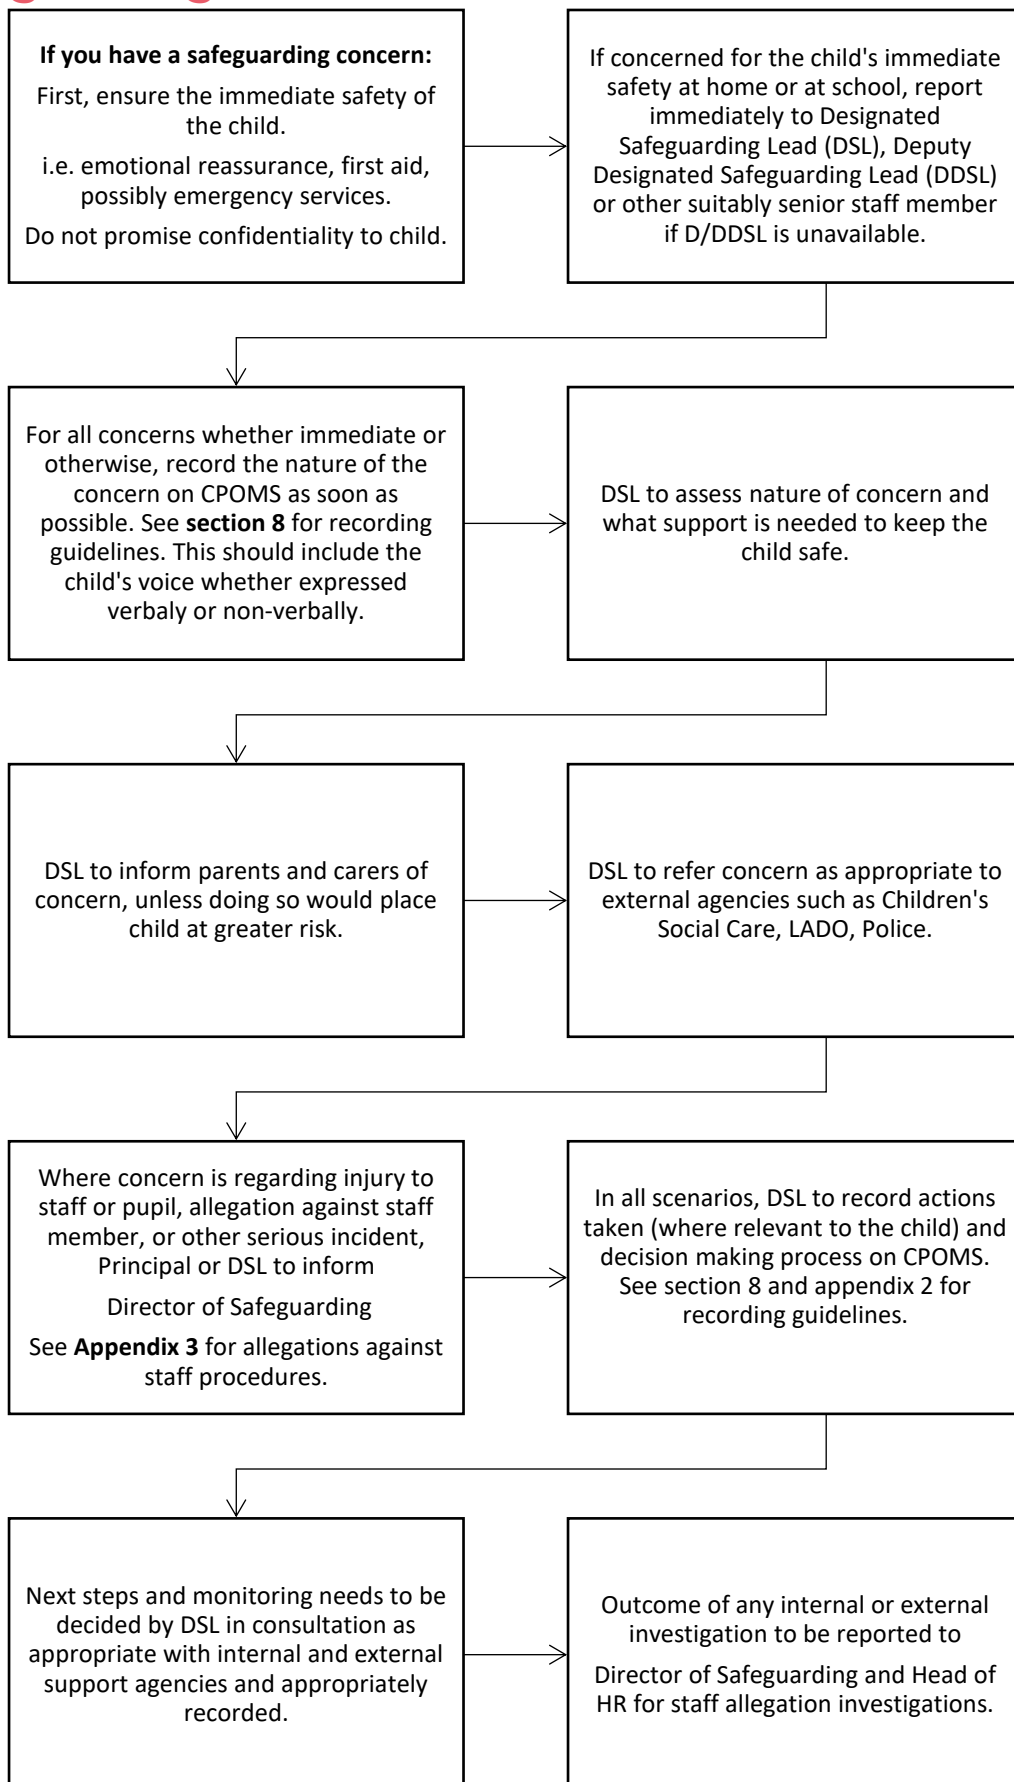 If you have a safeguarding concern:
First, ensure the immediate safety of
the child.
i.e. emotional reassurance, first aid,
possibly emergency services.
Do not promise confidentiality to child.
If concerned for the child's immediate
safety at home or at school, report
immediately to Designated
Safeguarding Lead (DSL), Deputy
Designated Safeguarding Lead (DDSL)
or other suitably senior staff member
if D/DDSL is unavailable.
For all concerns whether immediate or
otherwise, record the nature of the
concern on CPOMS as soon as
possible. See section 8 for recording
guidelines. This should include the
child's voice whether expressed
verbaly or non-verbally.
DSL to assess nature of concern and
what support is needed to keep the
child safe.
DSL to inform parents and carers of
concern, unless doing so would place
child at greater risk.
DSL to refer concern as appropriate to
external agencies such as Children's
Social Care, LADO, Police.
Where concern is regarding injury to
staff or pupil, allegation against staff
member, or other serious incident,
Principal or DSL to inform
Director of Safeguarding
See Appendix 3 for allegations against
staff procedures.
In all scenarios, DSL to record actions
taken (where relevant to the child) and
decision making process on CPOMS.
See section 8 and appendix 2 for
recording guidelines.
Next steps and monitoring needs to be
decided by DSL in consultation as
appropriate with internal and external
support agencies and appropriately
recorded.
Outcome of any internal or external
investigation to be reported to
Director of Safeguarding and Head of
HR for staff allegation investigations.